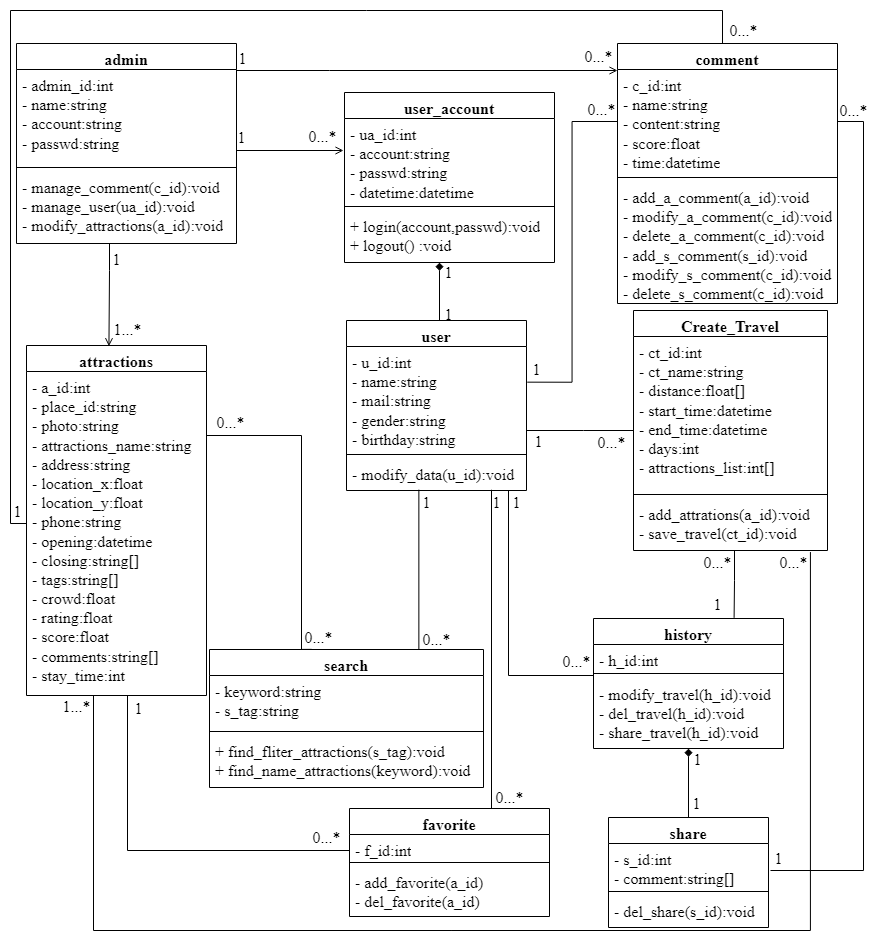 admin
- admin_id:int
- name:string
- account:string
- passwd:string
- manage_comment(c_id):void
- manage_user(ua_id):void
- modify_attractions(a_id):void
1
0...*
1
0...*
1
1...*
user_account
- ua_id:int
- account:string
- passwd:string
- datetime:datetime
+ login(account,passwd):void
+ logout() :void
1
1
0...*
comment
- c_id:int
- name:string
- content:string
- score:float
- time:datetime
- add_a_comment(a_id):void
- modify_a_comment(c_id):void
- delete_a_comment(c_id):void
- add_s_comment(s_id):void
- modify_s_comment(c_id):void
- delete_s_comment(c_id):void
0...*
0...*
user
- u_id:int
- name:string
- mail:string
- gender:string
- birthday:string
- modify_data(u_id):void
1
1
0...*
1
1
1
Create_Travel
- ct_id:int
- ct_name:string
- distance:float[]
- start_time:datetime
- end_time:datetime
- days:int
- attractions_list:int[]
- add_attrations(a_id):void
- save_travel(ct_id):void
0...*
0...*
1
attractions
- a_id:int
- place_id:string
- photo:string
- attractions_name:string
- address:string
- location_x:float
- location_y:float
- phone:string
- opening:datetime
- closing:string[]
- tags:string[]
- crowd:float
- rating:float
- score:float
- comments:string[]
- stay_time:int
0...*
1
1...*
1
0...*
0...*
search
- keyword:string
- s_tag:string
+ find_fliter_attractions(s_tag):void
+ find_name_attractions(keyword):void
0...*
history
- h_id:int
- modify_travel(h_id):void
- del_travel(h_id):void
- share_travel(h_id):void
1
1
0...*
0...*
favorite
- f_id:int
- add_favorite(a_id)
- del_favorite(a_id)
share
- s_id:int
- comment:string[]
- del_share(s_id):void
1